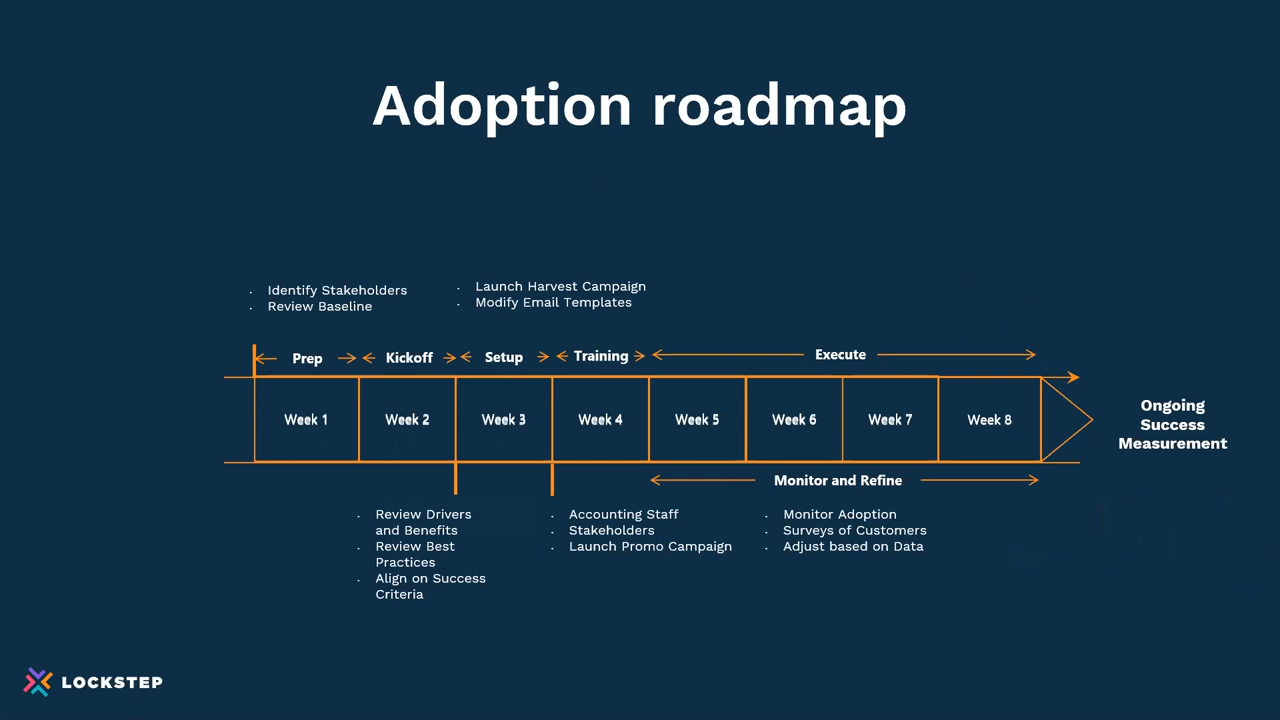 Adoption roadmap
· Identify Stakeholders
· Review Baseline
· Launch Harvest Campaign
· Modify Email Templates
Prep
Kickoff
Setup
Training
Execute
Week 1
Week 2
Week 3
Week 4
Week 5
Week 6
Week 7
Week 8
Ongoing
Success
Measurement
Monitor and Refine
· Review Drivers
and Benefits
· Review Best
Practices
· Align on Success
Criteria
· Accounting Staff
· Stakeholders
· Launch Promo Campaign
· Monitor Adoption
· Surveys of Customers
· Adjust based on Data
LOCKSTEP